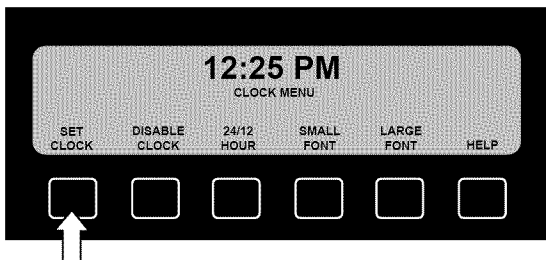 12:25 PM
CLOCK MENU
SET CLOCK
DISABLE CLOCK
24/12 HOUR
SMALL FONT
LARGE FONT
HELP